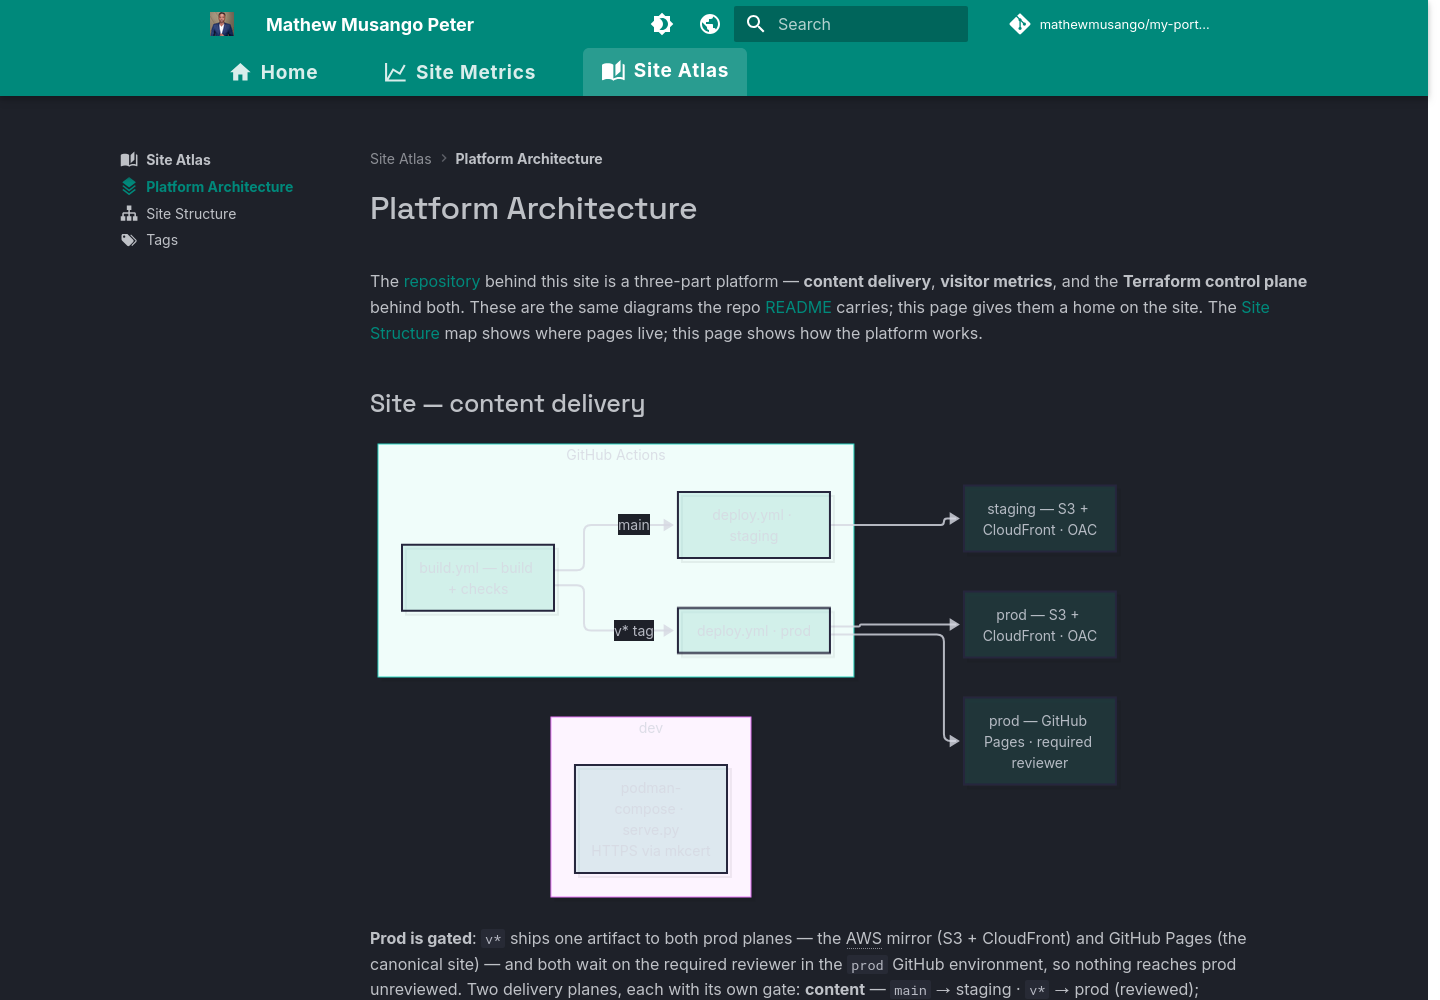 Mathew Musango Peter
Search
mathewmusango/my-port...
Home
Site Metrics
Site Atlas
Site Atlas
Platform Architecture
Site Structure
Tags
Site Atlas > Platform Architecture
Platform Architecture
The repository behind this site is a three-part platform — content delivery, visitor metrics, and the Terraform control plane
behind both. These are the same diagrams the repo README carries; this page gives them a home on the site. The Site
Structure map shows where pages live; this page shows how the platform works.
Site — content delivery
GitHub Actions
build.yml — build
+ checks
main
v* tag
deploy.yml ·
staging
deploy.yml · prod
staging — S3 +
CloudFront · OAC
prod — S3 +
CloudFront · OAC
prod — GitHub
Pages · required
reviewer
dev
podman-
compose ·
serve.py
HTTPS via mkcert
Prod is gated: v* ships one artifact to both prod planes — the AWS mirror (S3 + CloudFront) and GitHub Pages (the
canonical site) — and both wait on the required reviewer in the prod GitHub environment, so nothing reaches prod
unreviewed. Two delivery planes, each with its own gate: content — main → staging · v* → prod (reviewed);